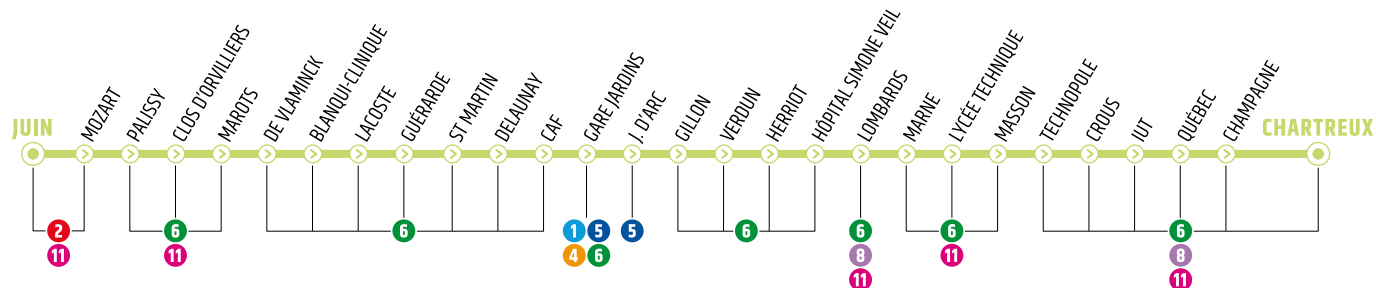 JUIN
MOZART
PALISSY
CLOS D'ORVILLIERS
MAROTS
DE VLAMINCK
BLANQUI-CLINIQUE
LACOSTE
GUÉRARDE
ST MARTIN
DELAUNAY
CAF
GARE JARDINS
J. D'ARC
GILLON
VERDUN
HERRIOT
HÔPITAL SIMONE VEIL
LOMBARDS
MARNE
LYCÉE TECHNIQUE
MASSON
TECHNOPOLE
CROUS
IUT
QUÉBEC
CHAMPAGNE
CHARTREUX
2 6 6 1 5 5 6 6 6 6
11 11 4 6 8 11 8
11 11